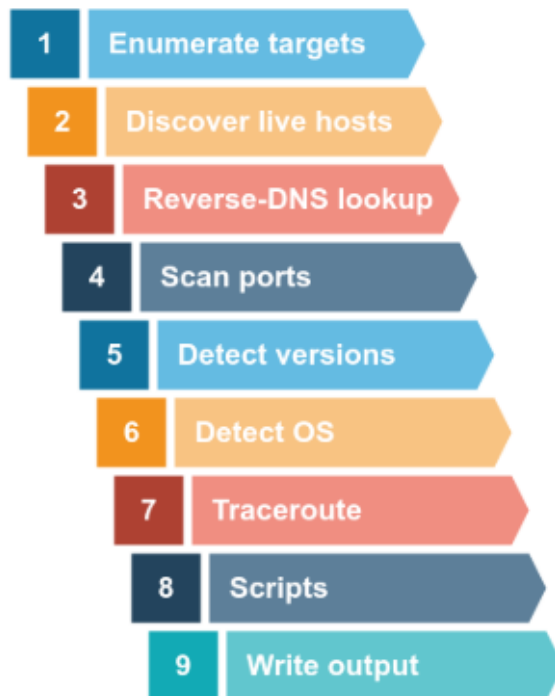 1 Enumerate targets
2 Discover live hosts
3 Reverse-DNS lookup
4 Scan ports
5 Detect versions
6 Detect OS
7 Traceroute
8 Scripts
9 Write output